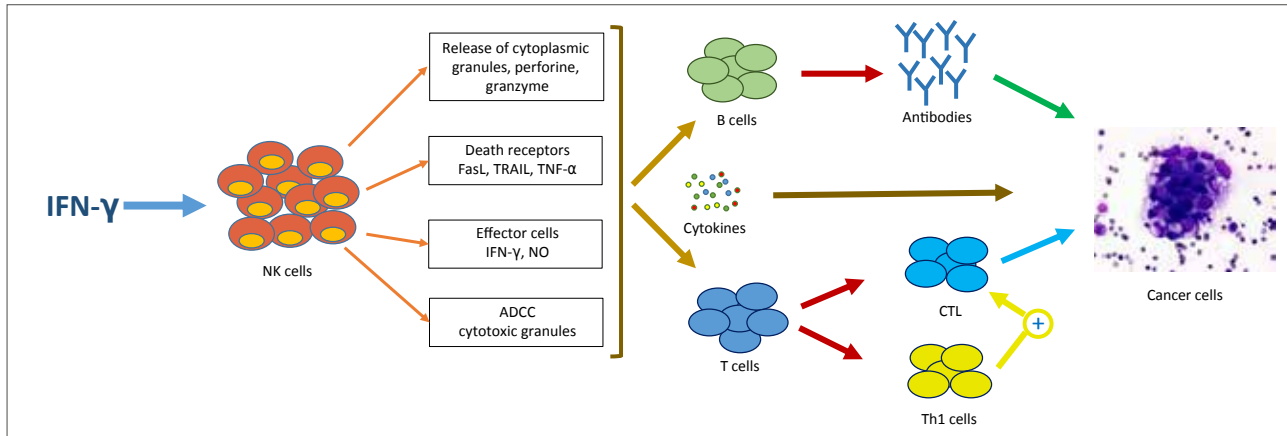 IFN-γ
NK cells
Release of cytoplasmic
granules, perforine,
granzyme
Death receptors
FasL, TRAIL, TNF-α
Effector cells
IFN-γ, NO
ADCC
cytotoxic granules
B cells
Antibodies
Cytokines
T cells
CTL
+
Th1 cells
Cancer cells